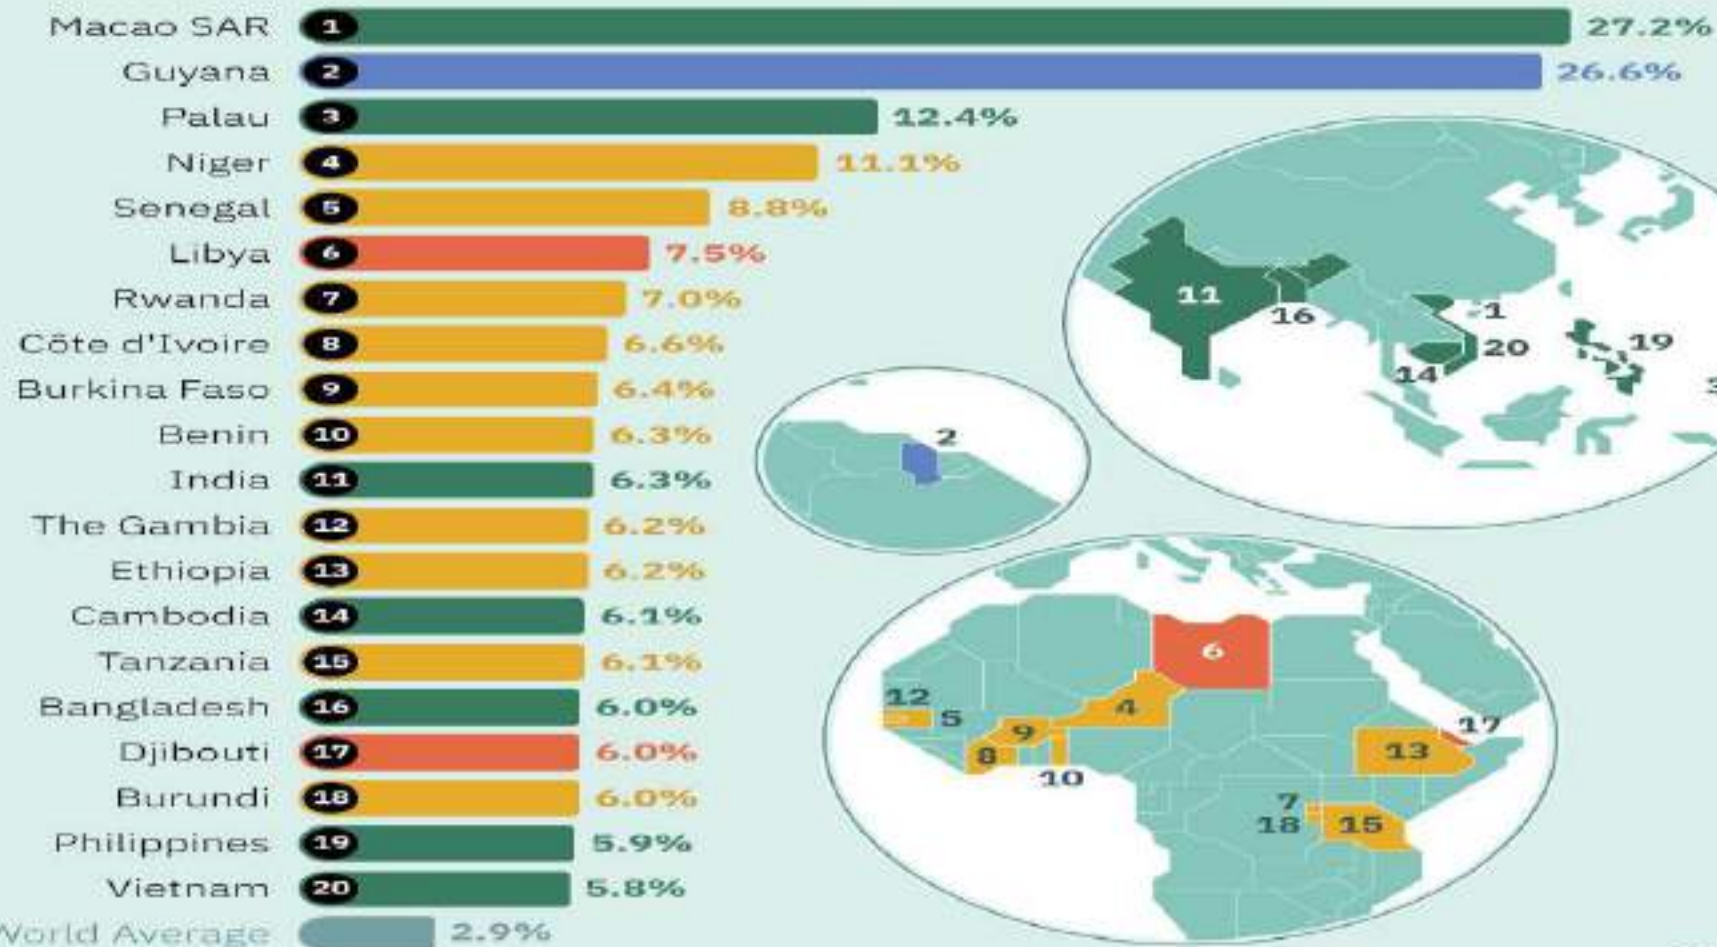 Macao SAR 1 27.2%
Guyana 2 26.6%
Palau 3 12.4%
Niger 4 11.1%
Senegal 5 8.8%
Libya 6 7.5%
Rwanda 7 7.0%
Côte d'Ivoire 8 6.6%
Burkina Faso 9 6.4%
Benin 10 6.3%
India 11 6.3%
The Gambia 12 6.2%
Ethiopia 13 6.2%
Cambodia 14 6.1%
Tanzania 15 6.1%
Bangladesh 16 6.0%
Djibouti 17 6.0%
Burundi 18 6.0%
Philippines 19 5.9%
Vietnam 20 5.8%
World Average 2.9%
11
16
1
20
14
19
2
6
12
5
4
9
8
10
17
13
7
18
15